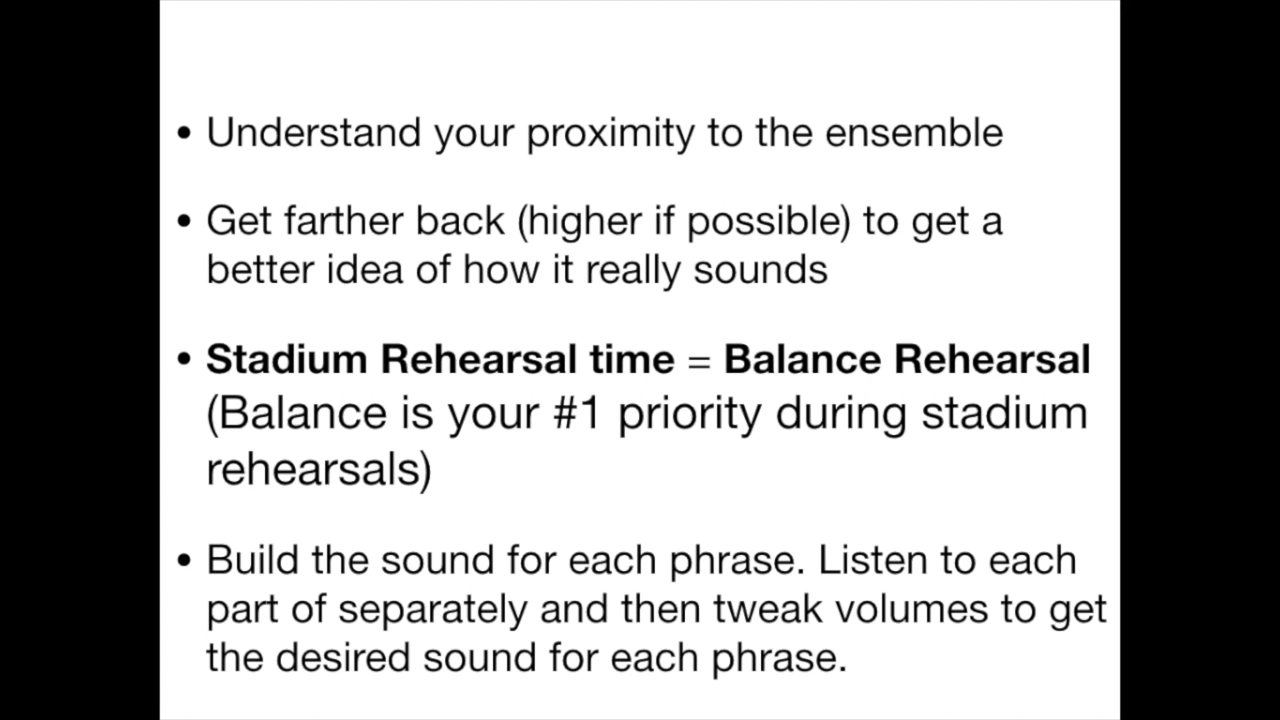 • Understand your proximity to the ensemble
• Get farther back (higher if possible) to get a
better idea of how it really sounds
• Stadium Rehearsal time = Balance Rehearsal
(Balance is your #1 priority during stadium
rehearsals)
• Build the sound for each phrase. Listen to each
part of separately and then tweak volumes to get
the desired sound for each phrase.